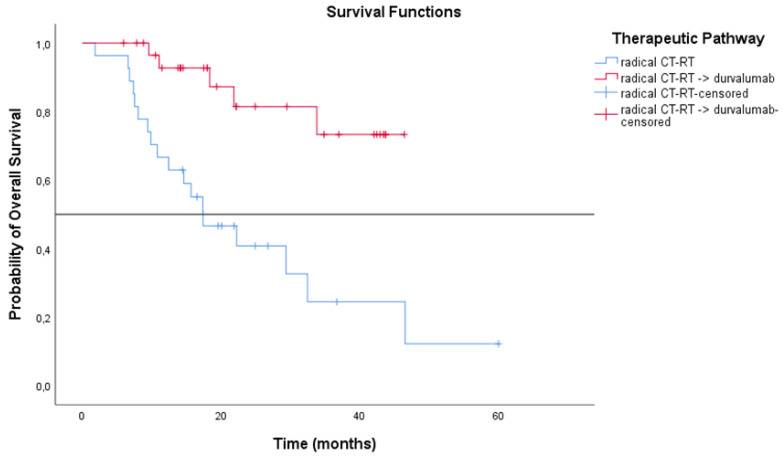 Survival Functions
Therapeutic Pathway
radical CT-RT
radical CT-RT -> durvalumab
radical CT-RT-censored
radical CT-RT -> durvalumab-
censored
Probability of Overall Survival
1,0
0,8
0,6
0,4
0,2
0,0
0
20
40
60
Time (months)